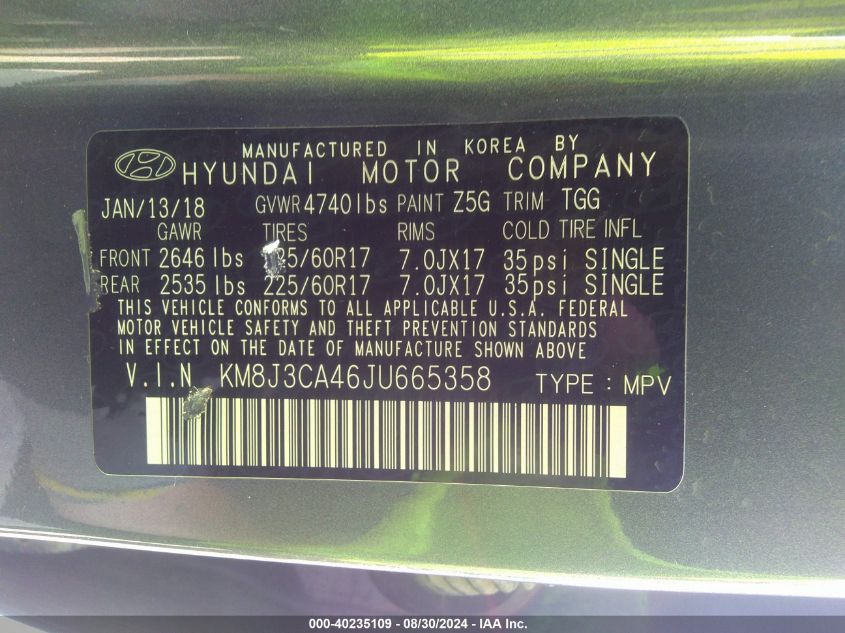 MANUFACTURED IN KOREA BY
HYUNDAI MOTOR COMPANY
JAN/13/18 GVWR 4740lbs PAINT Z5G TRIM TGG
GAWR TIRES RIMS COLD TIRE INFL
FRONT 2646 lbs 5/60R17 7.0JX17 35psi SINGLE
REAR 2535 lbs 225/60R17 7.0JX17 35psi SINGLE
THIS VEHICLE CONFORMS TO ALL APPLICABLE U.S.A. FEDERAL
MOTOR VEHICLE SAFETY AND THEFT PREVENTION STANDARDS
IN EFFECT ON THE DATE OF MANUFACTURE SHOWN ABOVE
V.I.N KM8J3CA46JU665358 TYPE : MPV
000-40235109 - 08/30/2024 - IAA Inc.